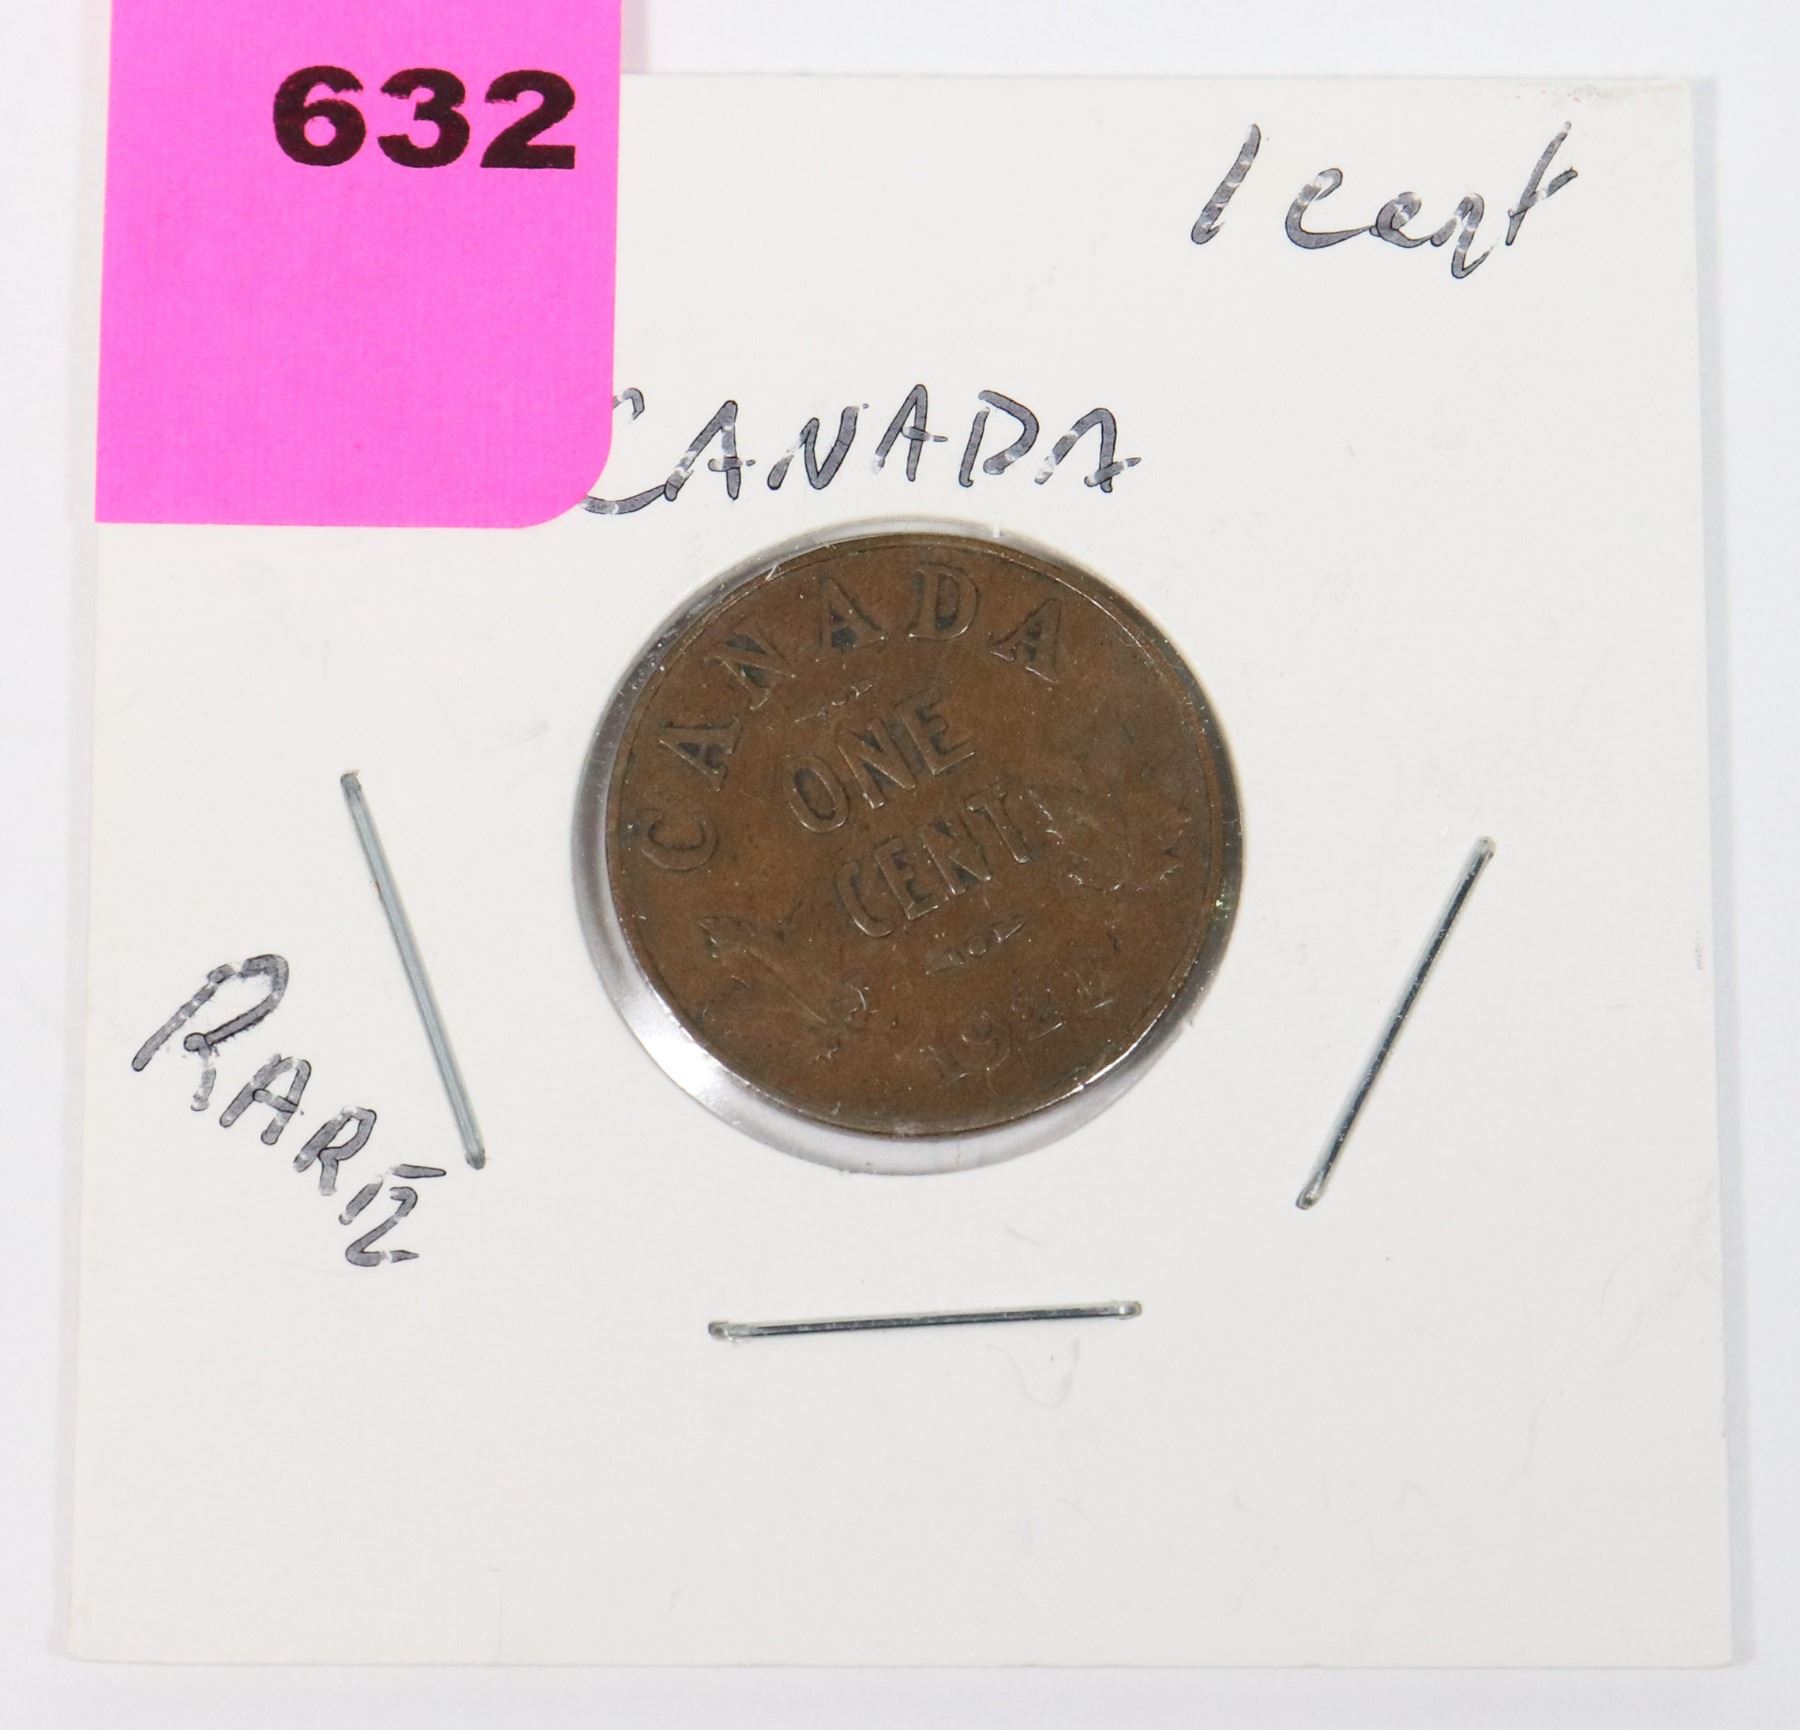 632
1 cent
CANADA
CANADA
ONE
CENT
RARE